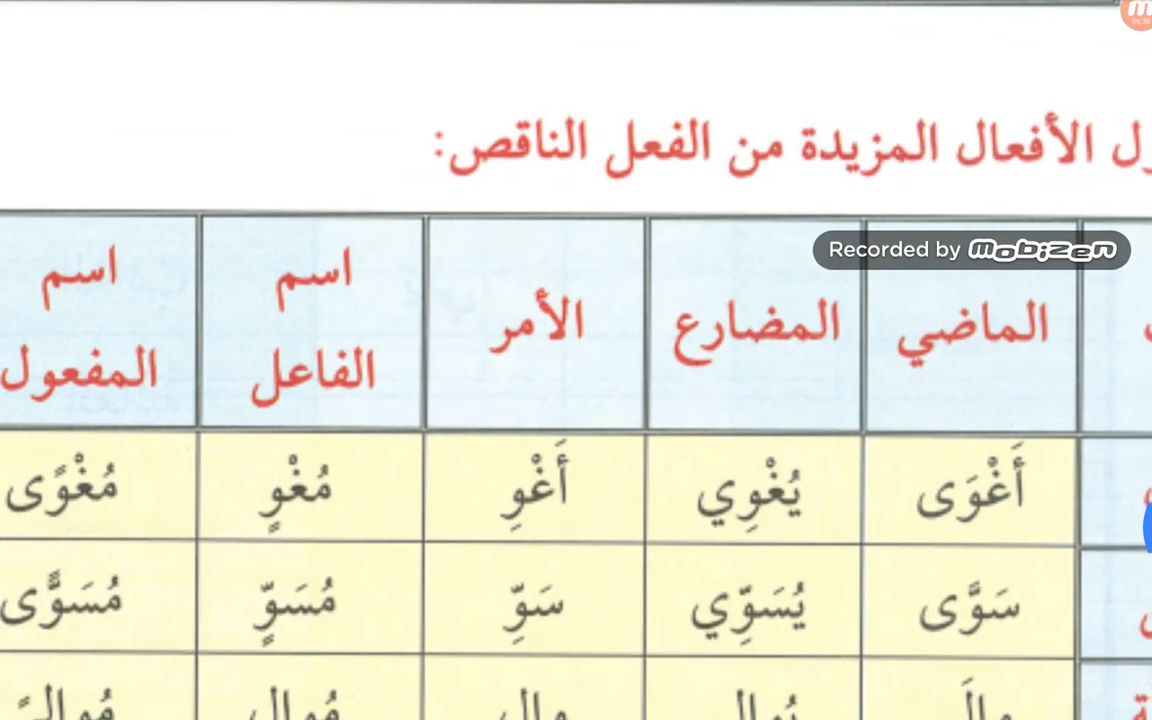 الأفعال المزيدة من الفعل الناقص:
Recorded by mobizen
الماضي المضارع الأمر اسم الفاعل اسم المفعول
أَغْوَى يُغْوِي أَغْوِ مُغْوٍ مُغْوًى
سَوَّى يُسَوِّي سَوِّ مُسَوٍّ مُسَوًّى